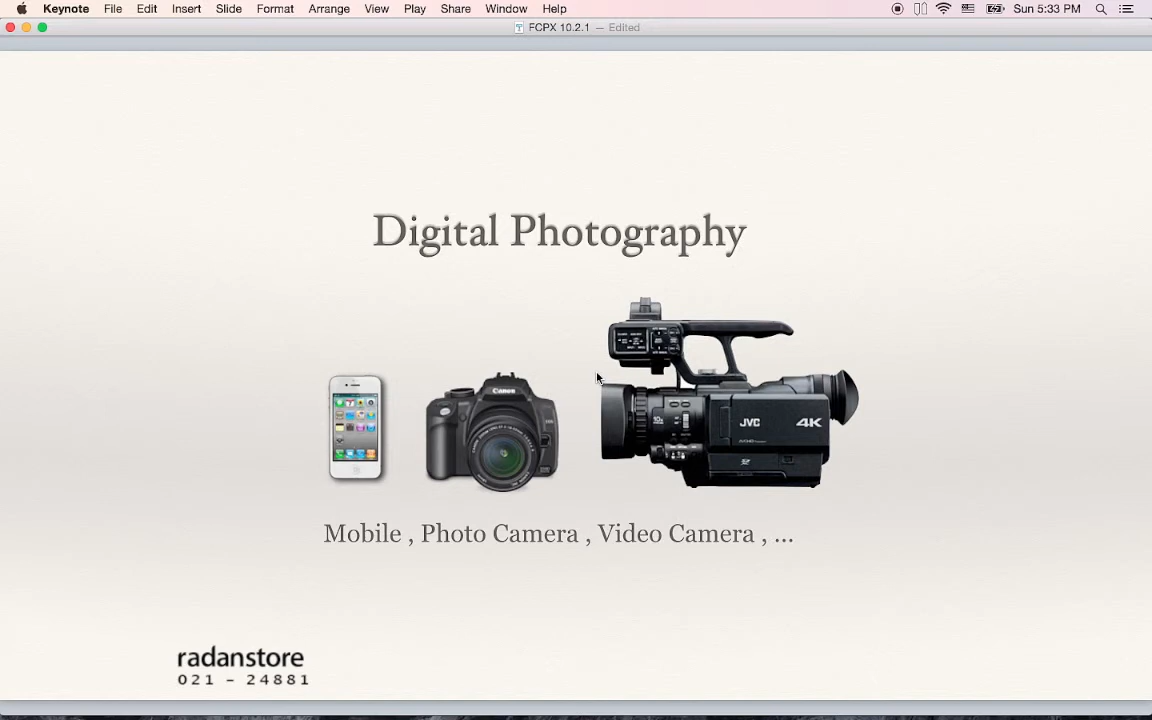 Keynote File Edit Insert Slide Format Arrange View Play Share Window Help Sun 5:33 PM
FCPX 10.2.1 — Edited
Digital Photography
Canon
JVC 4K
Mobile , Photo Camera , Video Camera , ...
radanstore
021 - 24881